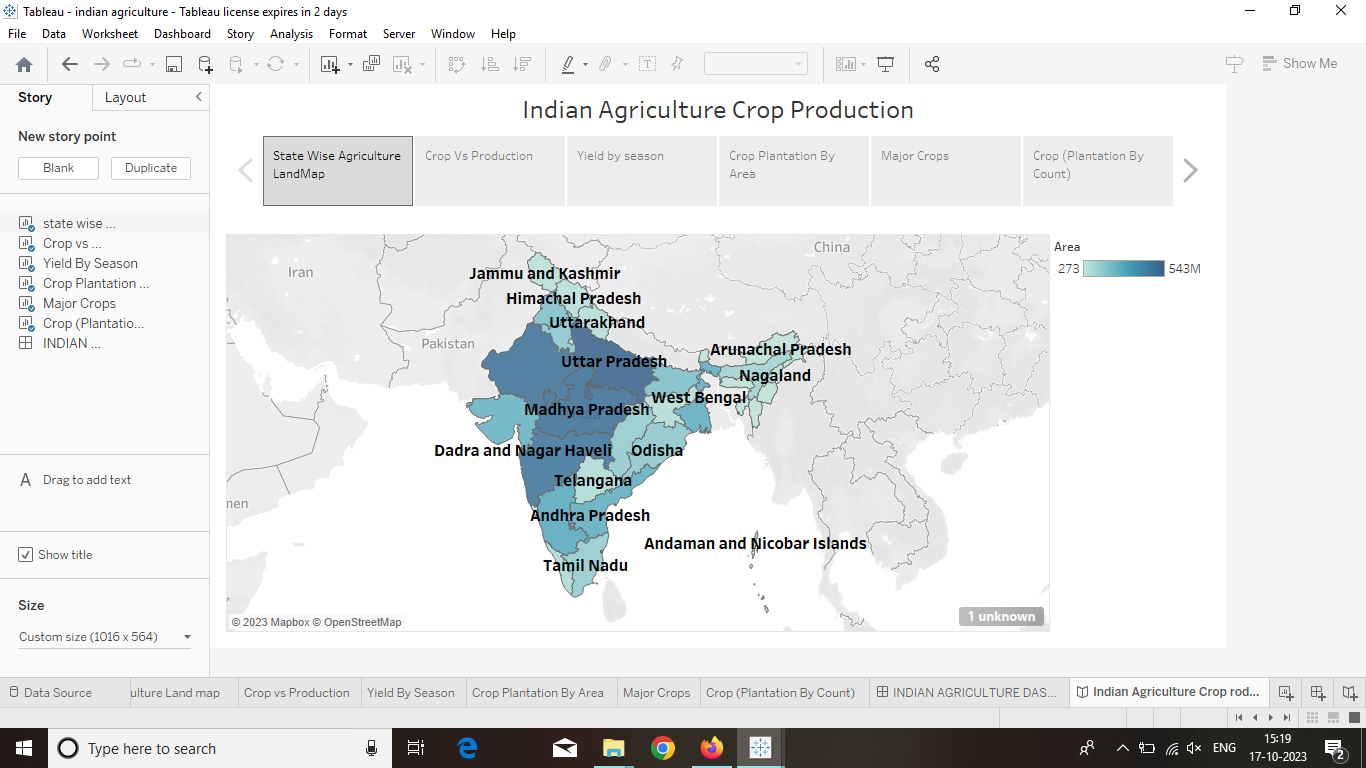 Tableau - indian agriculture - Tableau license expires in 2 days
File Data Worksheet Dashboard Story Analysis Format Server Window Help
Show Me
Story Layout
New story point
Blank Duplicate
state wise ...
Crop vs ...
Yield By Season
Crop Plantation ...
Major Crops
Crop (Plantatio...
INDIAN ...
A Drag to add text
Show title
Size
Custom size (1016 x 564)
Indian Agriculture Crop Production
State Wise Agriculture
LandMap
Crop Vs Production
Yield by season
Crop Plantation By
Area
Major Crops
Crop (Plantation By
Count)
China
Iran
Jammu and Kashmir
Himachal Pradesh
Uttarakhand
Pakistan
Arunachal Pradesh
Uttar Pradesh
Nagaland
West Bengal
Madhya Pradesh
Dadra and Nagar Haveli
Odisha
Telangana
men
Andhra Pradesh
Andaman and Nicobar Islands
Tamil Nadu
© 2023 Mapbox © OpenStreetMap
1 unknown
Area
273 543M
Data Source ulture Land map Crop vs Production Yield By Season Crop Plantation By Area Major Crops Crop (Plantation By Count) INDIAN AGRICULTURE DAS... Indian Agriculture Crop rod...
Type here to search
ENG
15:19
17-10-2023
2